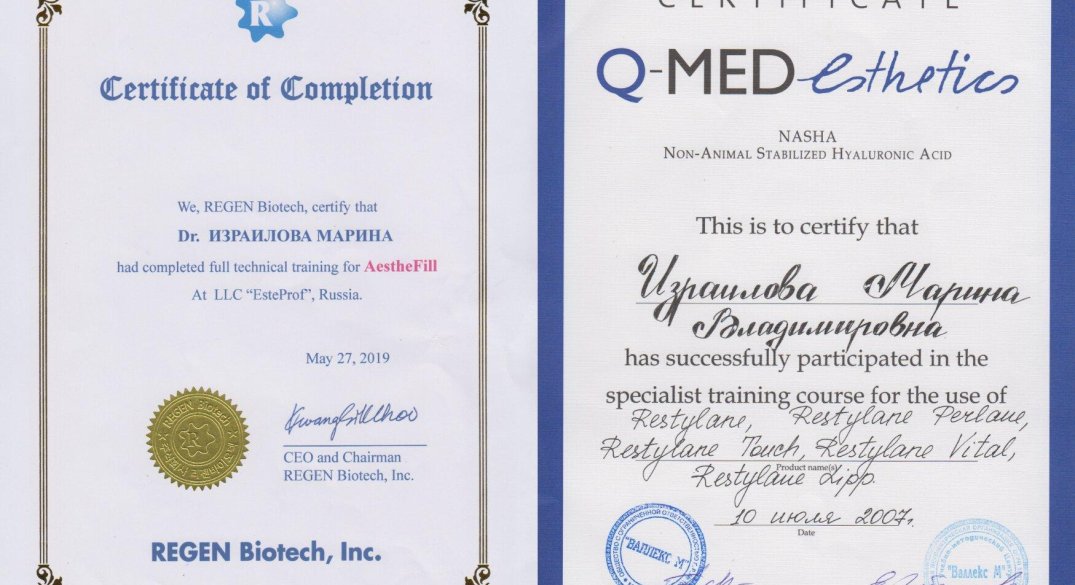 R
Certificate of Completion
We, REGEN Biotech, certify that
Dr. ИЗРАИЛОВА МАРИНА
had completed full technical training for AestheFill
At LLC “EsteProf”, Russia.
May 27, 2019
REGEN Biotech
R
CEO and Chairman
REGEN Biotech, Inc.
REGEN Biotech, Inc.
CERTIFICATE
Q-MED esthetics
NASHA
NON-ANIMAL STABILIZED HYALURONIC ACID
This is to certify that
Израилова Марина
Владимировна
has successfully participated in the
specialist training course for the use of
Restylane, Restylane Perlane,
Restylane Touch, Restylane Vital,
Product name(s)
Restylane Lipp.
10 июля 2007г.
Date
"ВАЛЛЕКС М"
"Валлекс М"